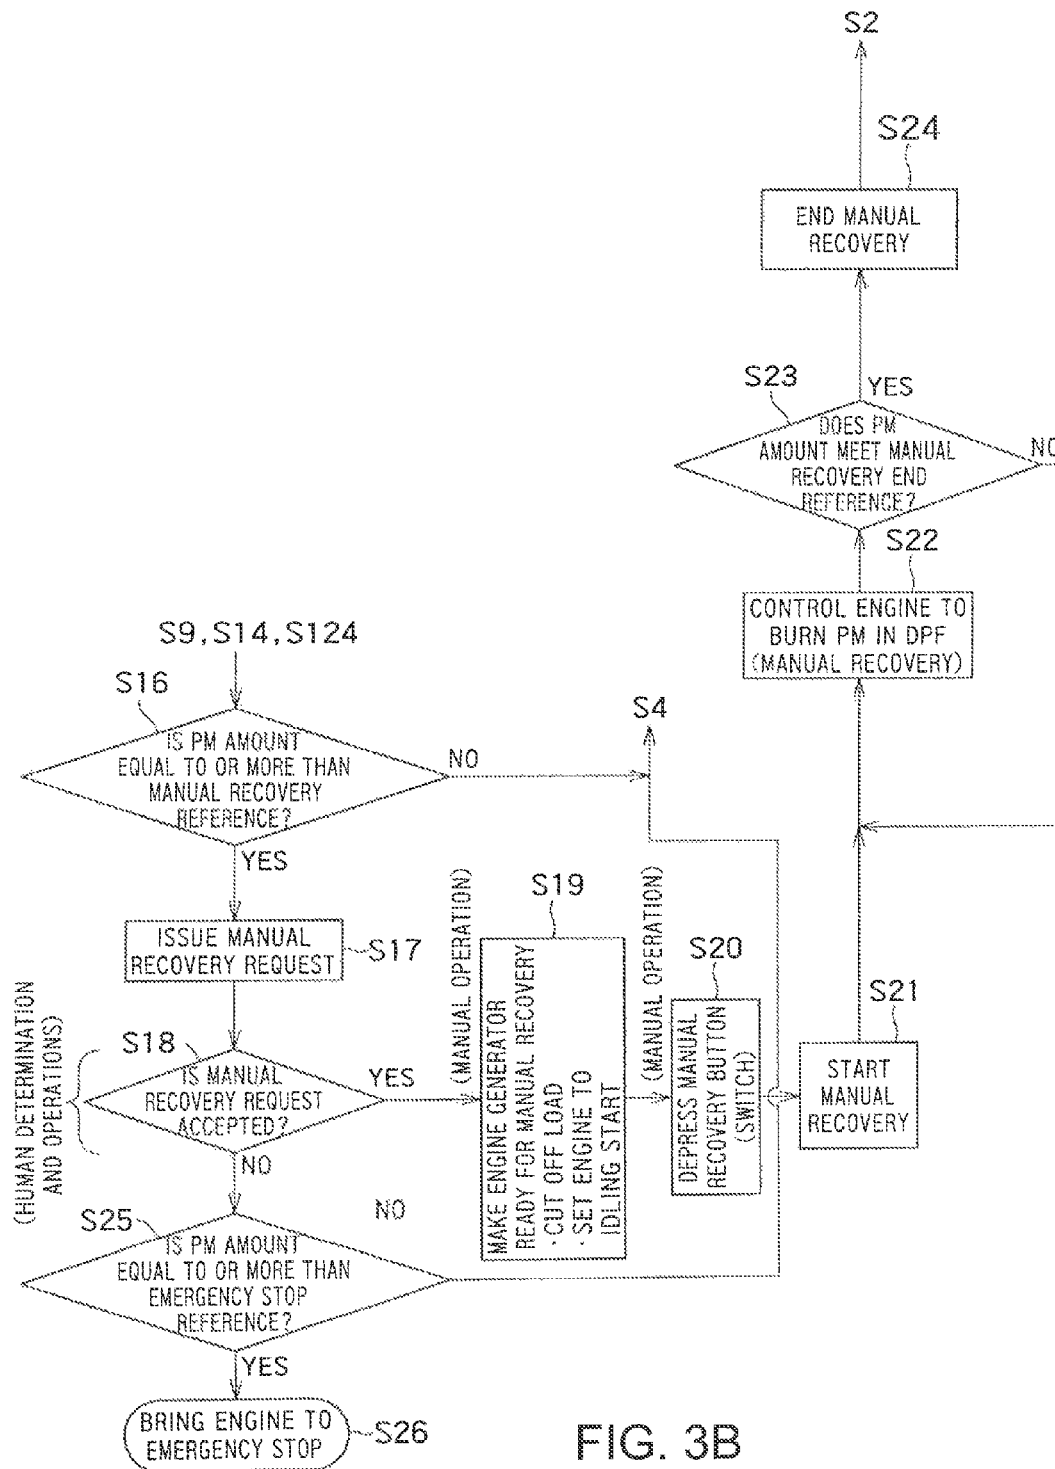 S2
S24
END MANUAL
RECOVERY
S23
YES
DOES PM
AMOUNT MEET MANUAL
RECOVERY END
REFERENCE?
NO
S22
CONTROL ENGINE TO
BURN PM IN DPF
(MANUAL RECOVERY)
S9, S14, S124
S16
IS PM AMOUNT
EQUAL TO OR MORE THAN
MANUAL RECOVERY
REFERENCE?
NO
S4
YES
ISSUE MANUAL
RECOVERY REQUEST
S17
(HUMAN DETERMINATION
AND OPERATIONS)
S18
IS MANUAL
RECOVERY REQUEST
ACCEPTED?
YES
(MANUAL OPERATION)
S19
MAKE ENGINE GENERATOR
READY FOR MANUAL RECOVERY
· CUT OFF LOAD
· SET ENGINE TO
IDLING START
(MANUAL OPERATION)
S20
DEPRESS MANUAL
RECOVERY BUTTON
(SWITCH)
S21
START
MANUAL
RECOVERY
NO
S25
IS PM AMOUNT
EQUAL TO OR MORE THAN
EMERGENCY STOP
REFERENCE?
NO
YES
BRING ENGINE TO
EMERGENCY STOP
S26
FIG. 3B